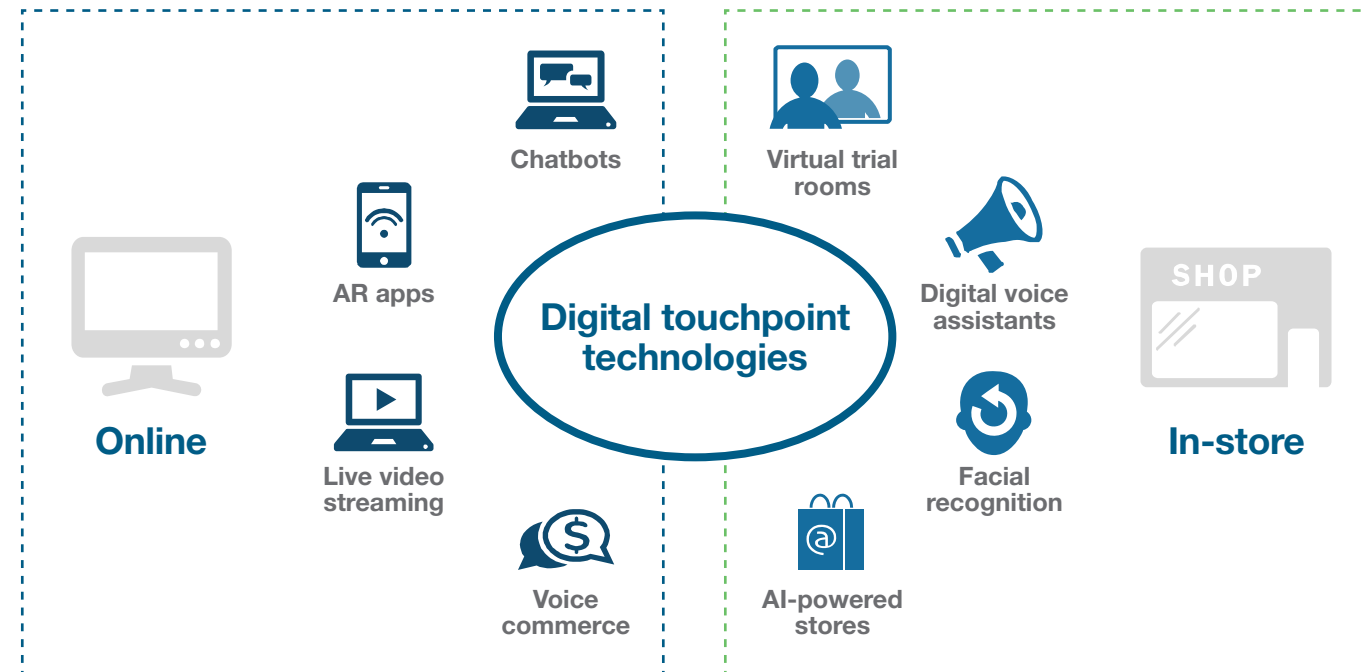 Chatbots
AR apps
Online
Live video
streaming
Voice
commerce
Digital touchpoint
technologies
Virtual trial
rooms
Digital voice
assistants
SHOP
In-store
Facial
recognition
@
AI-powered
stores
$